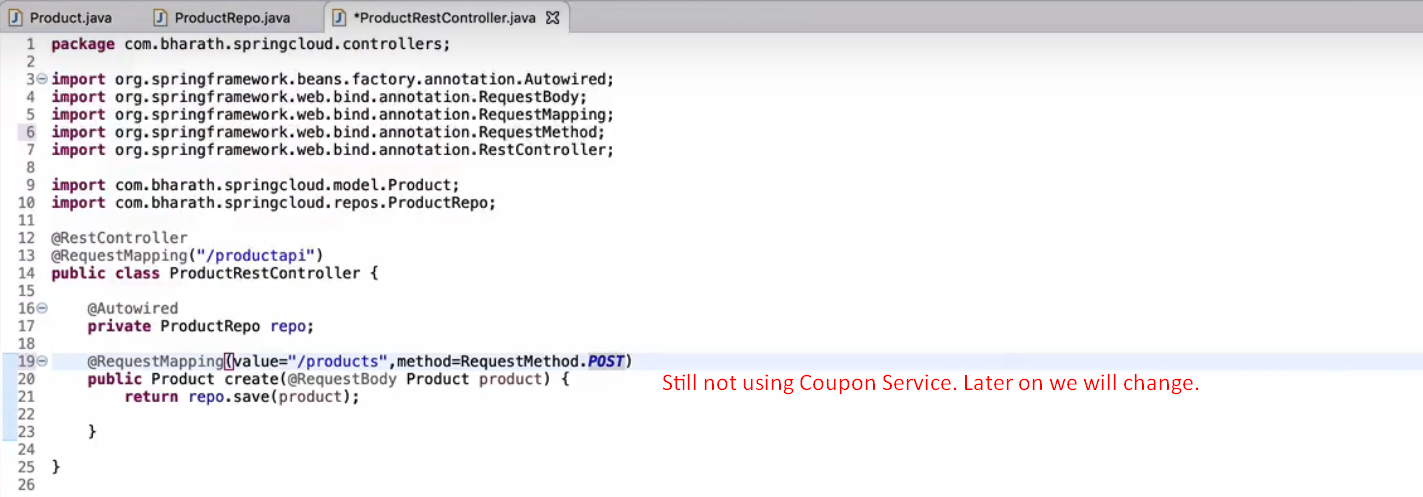 Product.java ProductRepo.java *ProductRestController.java
1 package com.bharath.springcloud.controllers;
2
3 import org.springframework.beans.factory.annotation.Autowired;
4 import org.springframework.web.bind.annotation.RequestBody;
5 import org.springframework.web.bind.annotation.RequestMapping;
6 import org.springframework.web.bind.annotation.RequestMethod;
7 import org.springframework.web.bind.annotation.RestController;
8
9 import com.bharath.springcloud.model.Product;
10 import com.bharath.springcloud.repos.ProductRepo;
11
12 @RestController
13 @RequestMapping("/productapi")
14 public class ProductRestController {
15
16 @Autowired
17 private ProductRepo repo;
18
19 @RequestMapping(value="/products",method=RequestMethod.POST)
20 public Product create(@RequestBody Product product) {
Still not using Coupon Service. Later on we will change.
21 return repo.save(product);
22
23 }
24
25 }
26